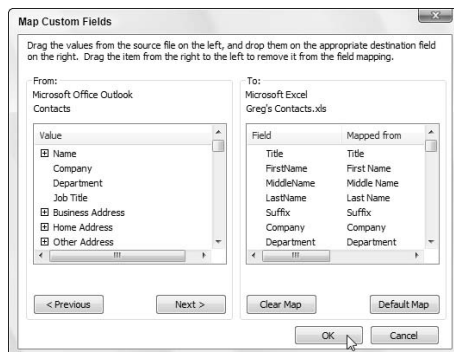 Map Custom Fields
Drag the values from the source file on the left, and drop them on the appropriate destination field
on the right. Drag the item from the right to the left to remove it from the field mapping.
From:
Microsoft Office Outlook
Contacts
Value
Name
Company
Department
Job Title
Business Address
Home Address
Other Address
< Previous
Next >
To:
Microsoft Excel
Greg's Contacts.xls
Field Mapped from
Title Title
FirstName First Name
MiddleName Middle Name
LastName Last Name
Suffix Suffix
Company Company
Department Department
Clear Map
Default Map
OK
Cancel